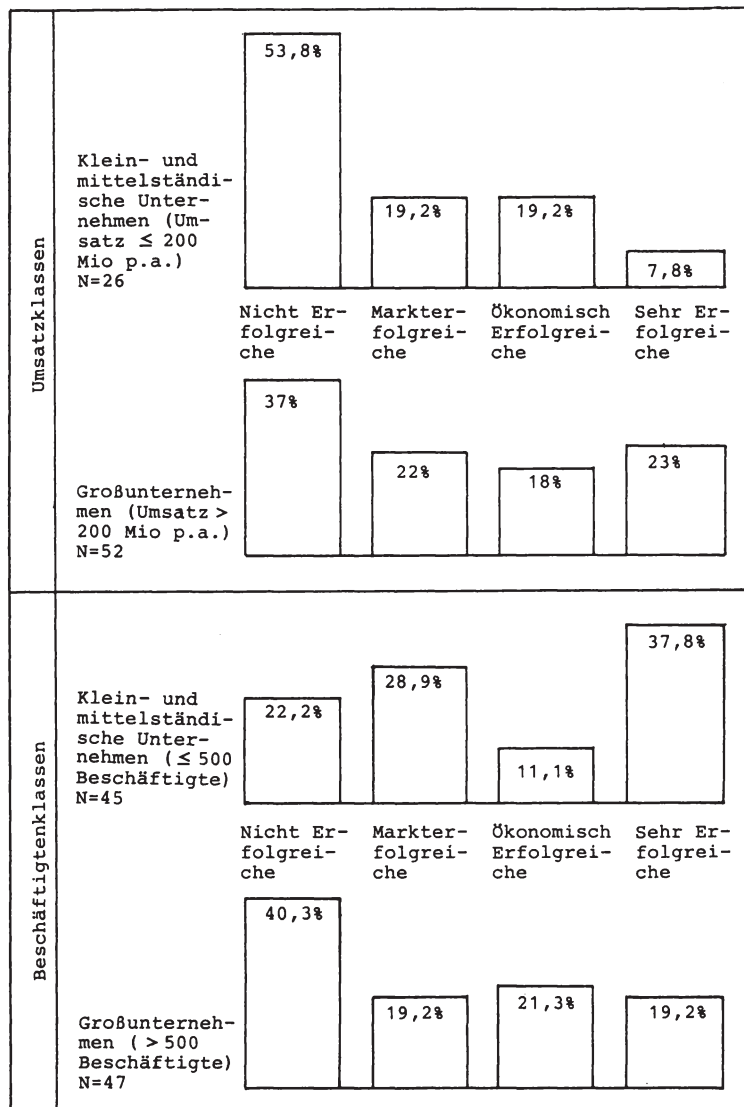 Umsatzklassen
53,8%
Klein- und
mittelständi-
sche Unter-
nehmen (Um-
satz ≤ 200
Mio p.a.)
N=26
19,2%
19,2%
7,8%
Nicht Er-
folgrei-
che
Markter-
folgrei-
che
Ökonomisch
Erfolgrei-
che
Sehr Er-
folgrei-
che
37%
22%
18%
23%
Großunterneh-
men (Umsatz >
200 Mio p.a.)
N=52
Beschäftigtenklassen
Klein- und
mittelständi-
sche Unter-
nehmen (≤ 500
Beschäftigte)
N=45
22,2%
28,9%
11,1%
37,8%
Nicht Er-
folgrei-
che
Markter-
folgrei-
che
Ökonomisch
Erfolgrei-
che
Sehr Er-
folgrei-
che
40,3%
19,2%
21,3%
19,2%
Großunterneh-
men ( > 500
Beschäftigte)
N=47